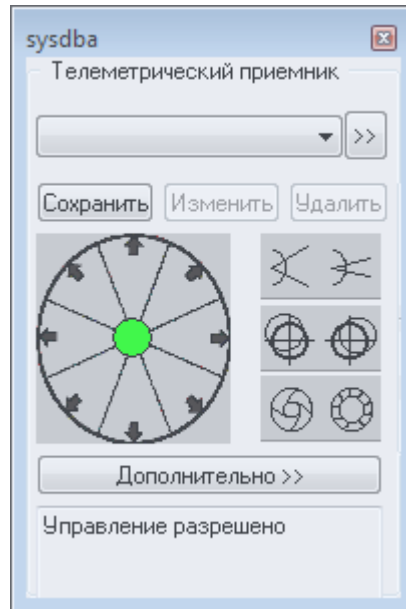 sysdba
Телеметрический приемник
>>
Сохранить Изменить Удалить
Дополнительно >>
Управление разрешено